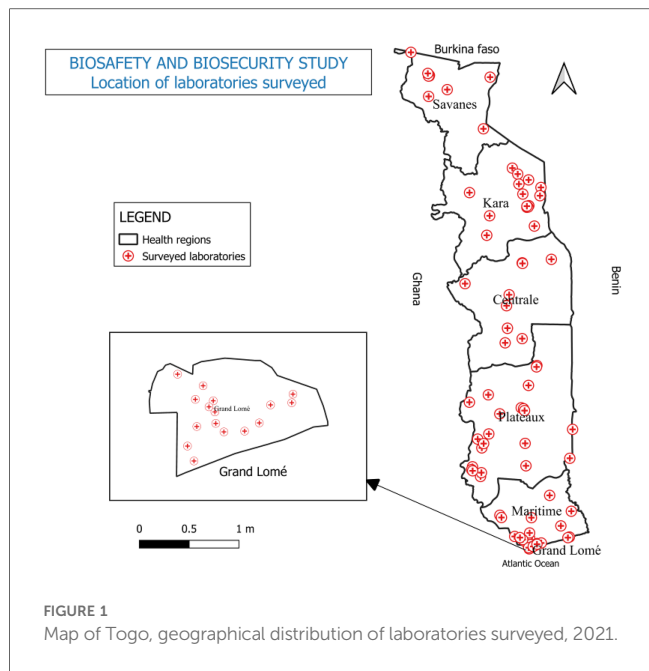 BIOSAFETY AND BIOSECURITY STUDY
Location of laboratories surveyed
Burkina faso
Savanes
LEGEND
Health regions
Surveyed laboratories
Kara
Ghana
Benin
Centrale
Grand Lomé
Grand Lomé
Plateaux
0 0.5 1 m
Maritime
Grand Lomé
Atlantic Ocean
FIGURE 1
Map of Togo, geographical distribution of laboratories surveyed, 2021.